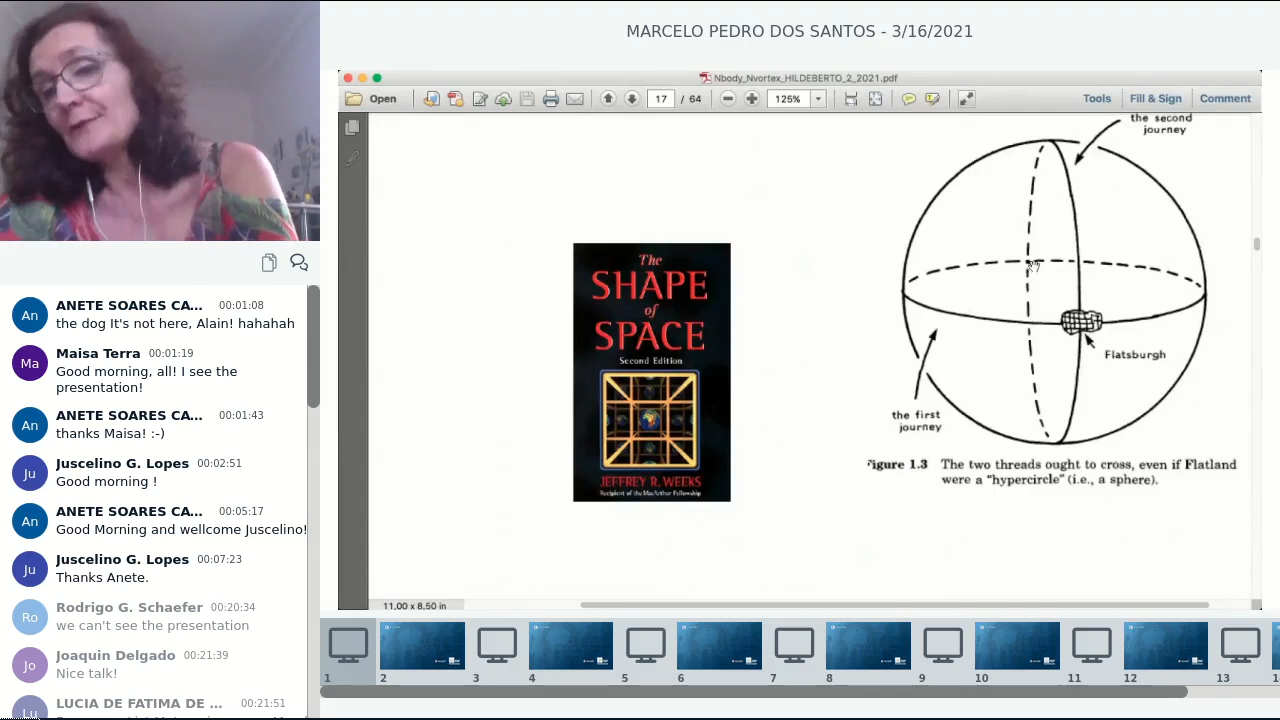 MARCELO PEDRO DOS SANTOS - 3/16/2021
Nbody_Nvortex_HILDEBERTO_2_2021.pdf
Open 17 / 64 125% Tools Fill & Sign Comment
the second
journey
The
SHAPE
of
SPACE
Second Edition
JEFFREY R. WEEKS
Recipient of the MacArthur Fellowship
Flatsburgh
the first
journey
Figure 1.3 The two threads ought to cross, even if Flatland
were a "hypercircle" (i.e., a sphere).
11,00 x 8,50 in
An ANETE SOARES CA... 00:01:08
the dog It's not here, Alain! hahahah
Ma Maisa Terra 00:01:19
Good morning, all! I see the
presentation!
An ANETE SOARES CA... 00:01:43
thanks Maisa! :-)
Ju Juscelino G. Lopes 00:02:51
Good morning !
An ANETE SOARES CA... 00:05:17
Good Morning and wellcome Juscelino!
Ju Juscelino G. Lopes 00:07:23
Thanks Anete.
Ro Rodrigo G. Schaefer 00:20:34
we can't see the presentation
Jo Joaquin Delgado 00:21:39
Nice talk!
Lu LUCIA DE FATIMA DE ... 00:21:51
1 2 3 4 5 6 7 8 9 10 11 12 13